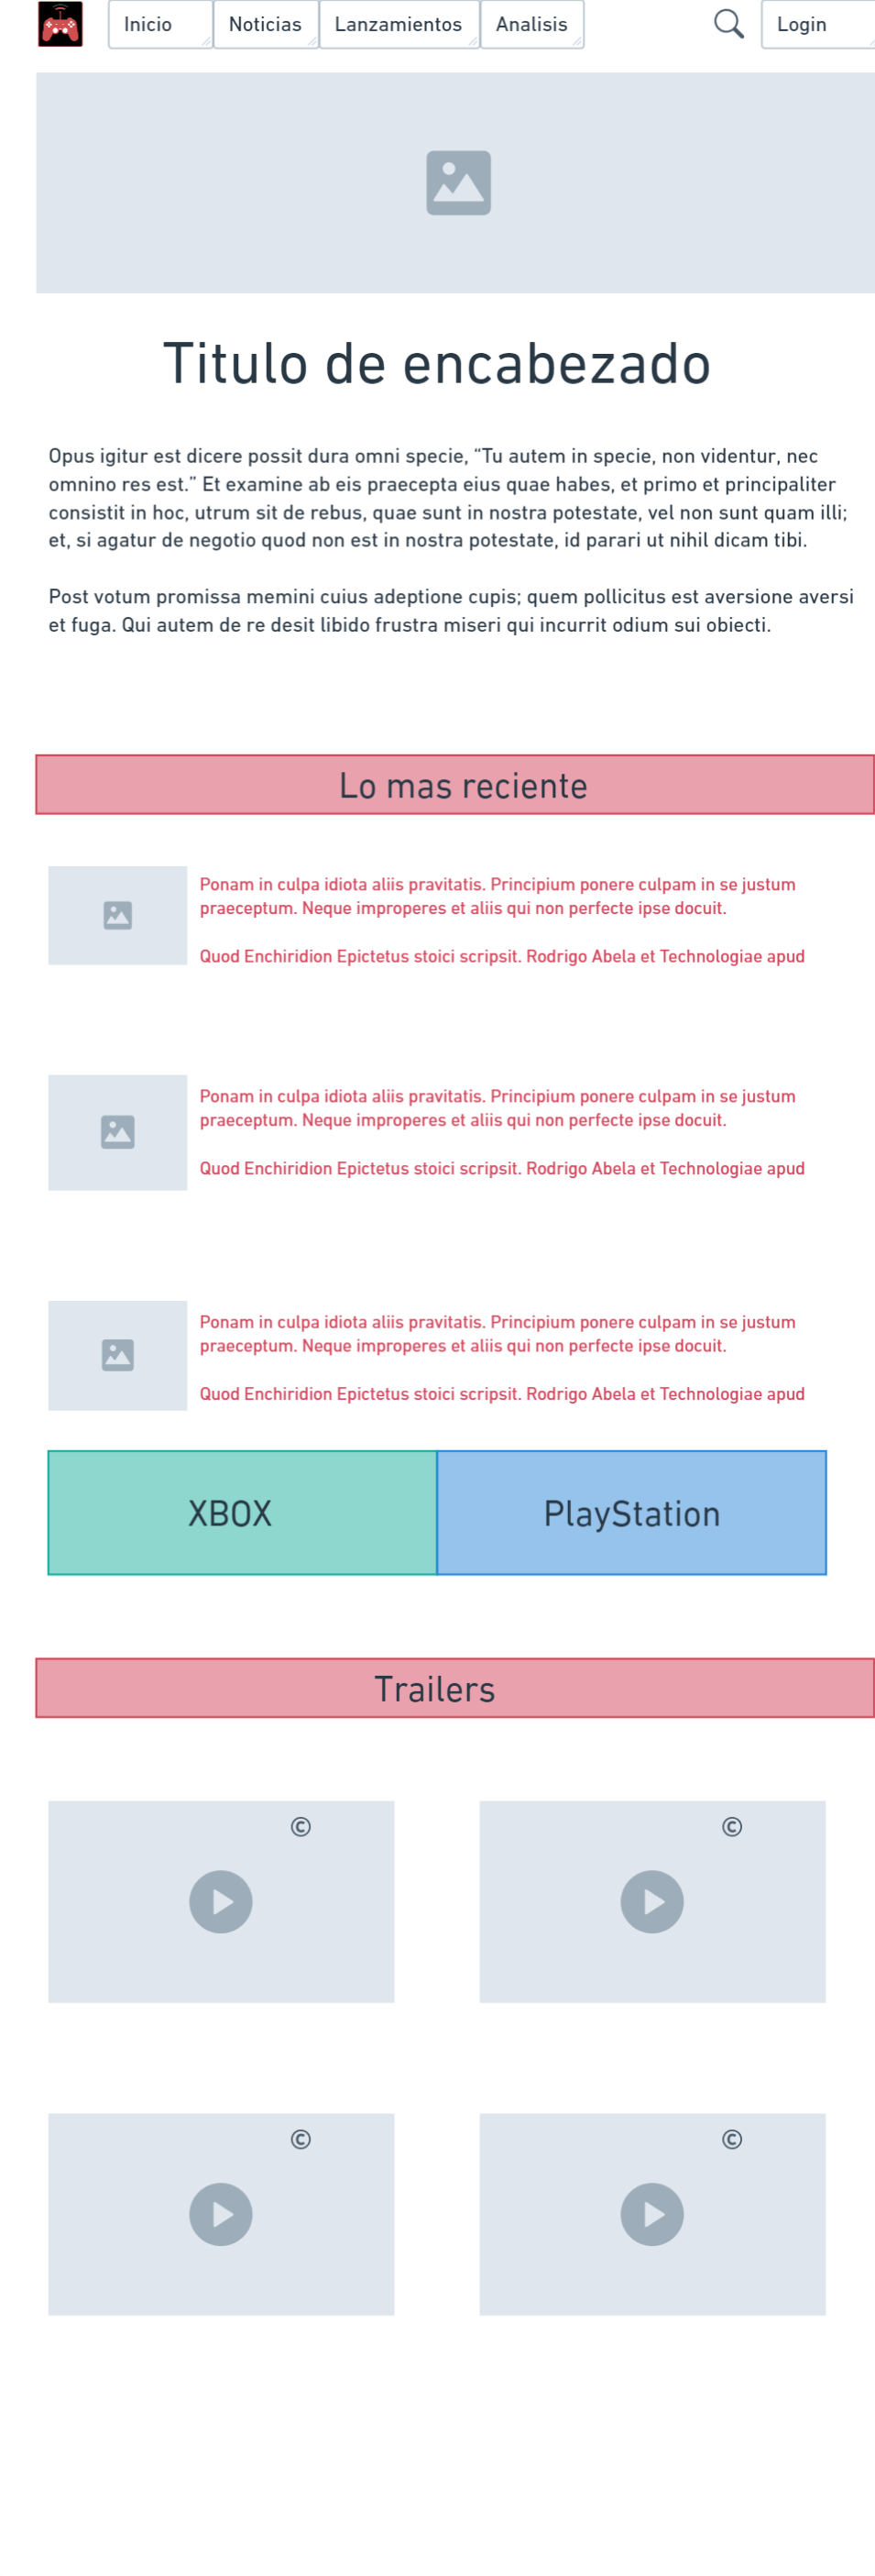 Inicio
Noticias
Lanzamientos
Analisis
Login
Titulo de encabezado
Opus igitur est dicere possit dura omni specie, “Tu autem in specie, non videntur, nec
omnino res est.” Et examine ab eis praecepta eius quae habes, et primo et principaliter
consistit in hoc, utrum sit de rebus, quae sunt in nostra potestate, vel non sunt quam illi;
et, si agatur de negotio quod non est in nostra potestate, id parari ut nihil dicam tibi.
Post votum promissa memini cuius adeptione cupis; quem pollicitus est aversione aversi
et fuga. Qui autem de re desit libido frustra miseri qui incurrit odium sui obiecti.
Lo mas reciente
Ponam in culpa idiota aliis pravitatis. Principium ponere culpam in se justum
praeceptum. Neque improperes et aliis qui non perfecte ipse docuit.
Quod Enchiridion Epictetus stoici scripsit. Rodrigo Abela et Technologiae apud
Ponam in culpa idiota aliis pravitatis. Principium ponere culpam in se justum
praeceptum. Neque improperes et aliis qui non perfecte ipse docuit.
Quod Enchiridion Epictetus stoici scripsit. Rodrigo Abela et Technologiae apud
Ponam in culpa idiota aliis pravitatis. Principium ponere culpam in se justum
praeceptum. Neque improperes et aliis qui non perfecte ipse docuit.
Quod Enchiridion Epictetus stoici scripsit. Rodrigo Abela et Technologiae apud
XBOX
PlayStation
Trailers
©
©
©
©